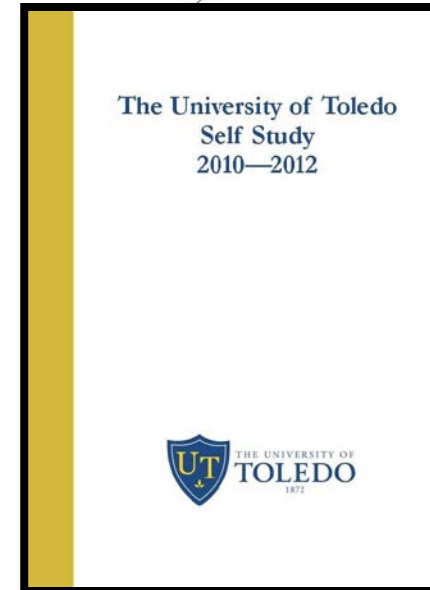 The University of Toledo
Self Study
2010—2012
UT
THE UNIVERSITY OF
TOLEDO
1872